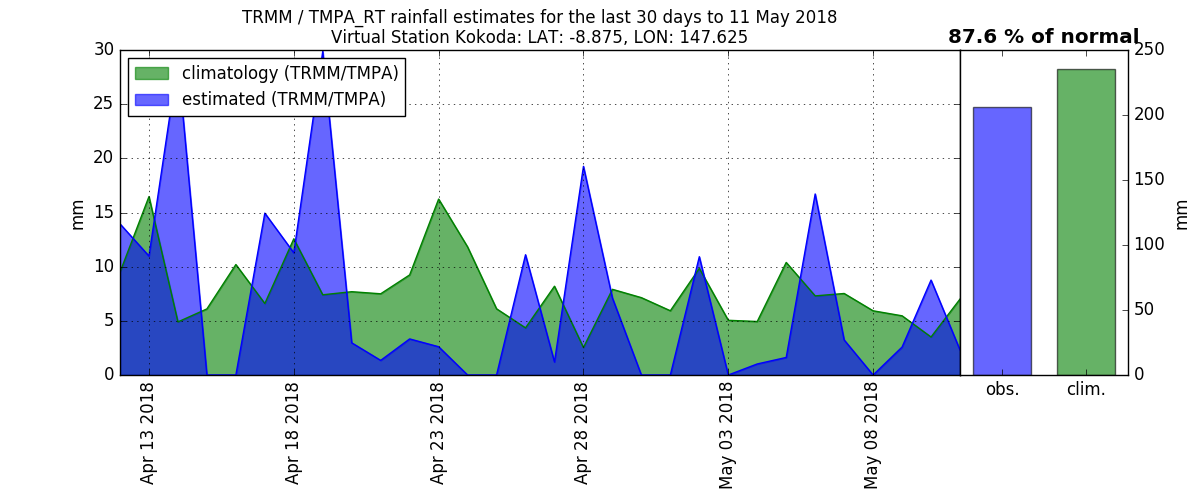 TRMM / TMPA_RT rainfall estimates for the last 30 days to 11 May 2018
Virtual Station Kokoda: LAT: -8.875, LON: 147.625
87.6 % of normal
climatology (TRMM/TMPA)
estimated (TRMM/TMPA)
mm
30
25
20
15
10
5
0
Apr 13 2018
Apr 18 2018
Apr 23 2018
Apr 28 2018
May 03 2018
May 08 2018
obs.
clim.
250
200
150
100
50
0
mm